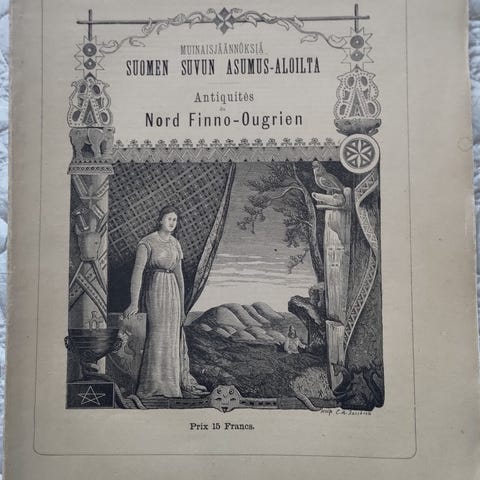 MUINAISJÄÄNNÖKSIÄ
SUOMEN SUVUN ASUMUS-ALOILTA
Antiquités
du
Nord Finno-Ougrien
Prix 15 Francs.